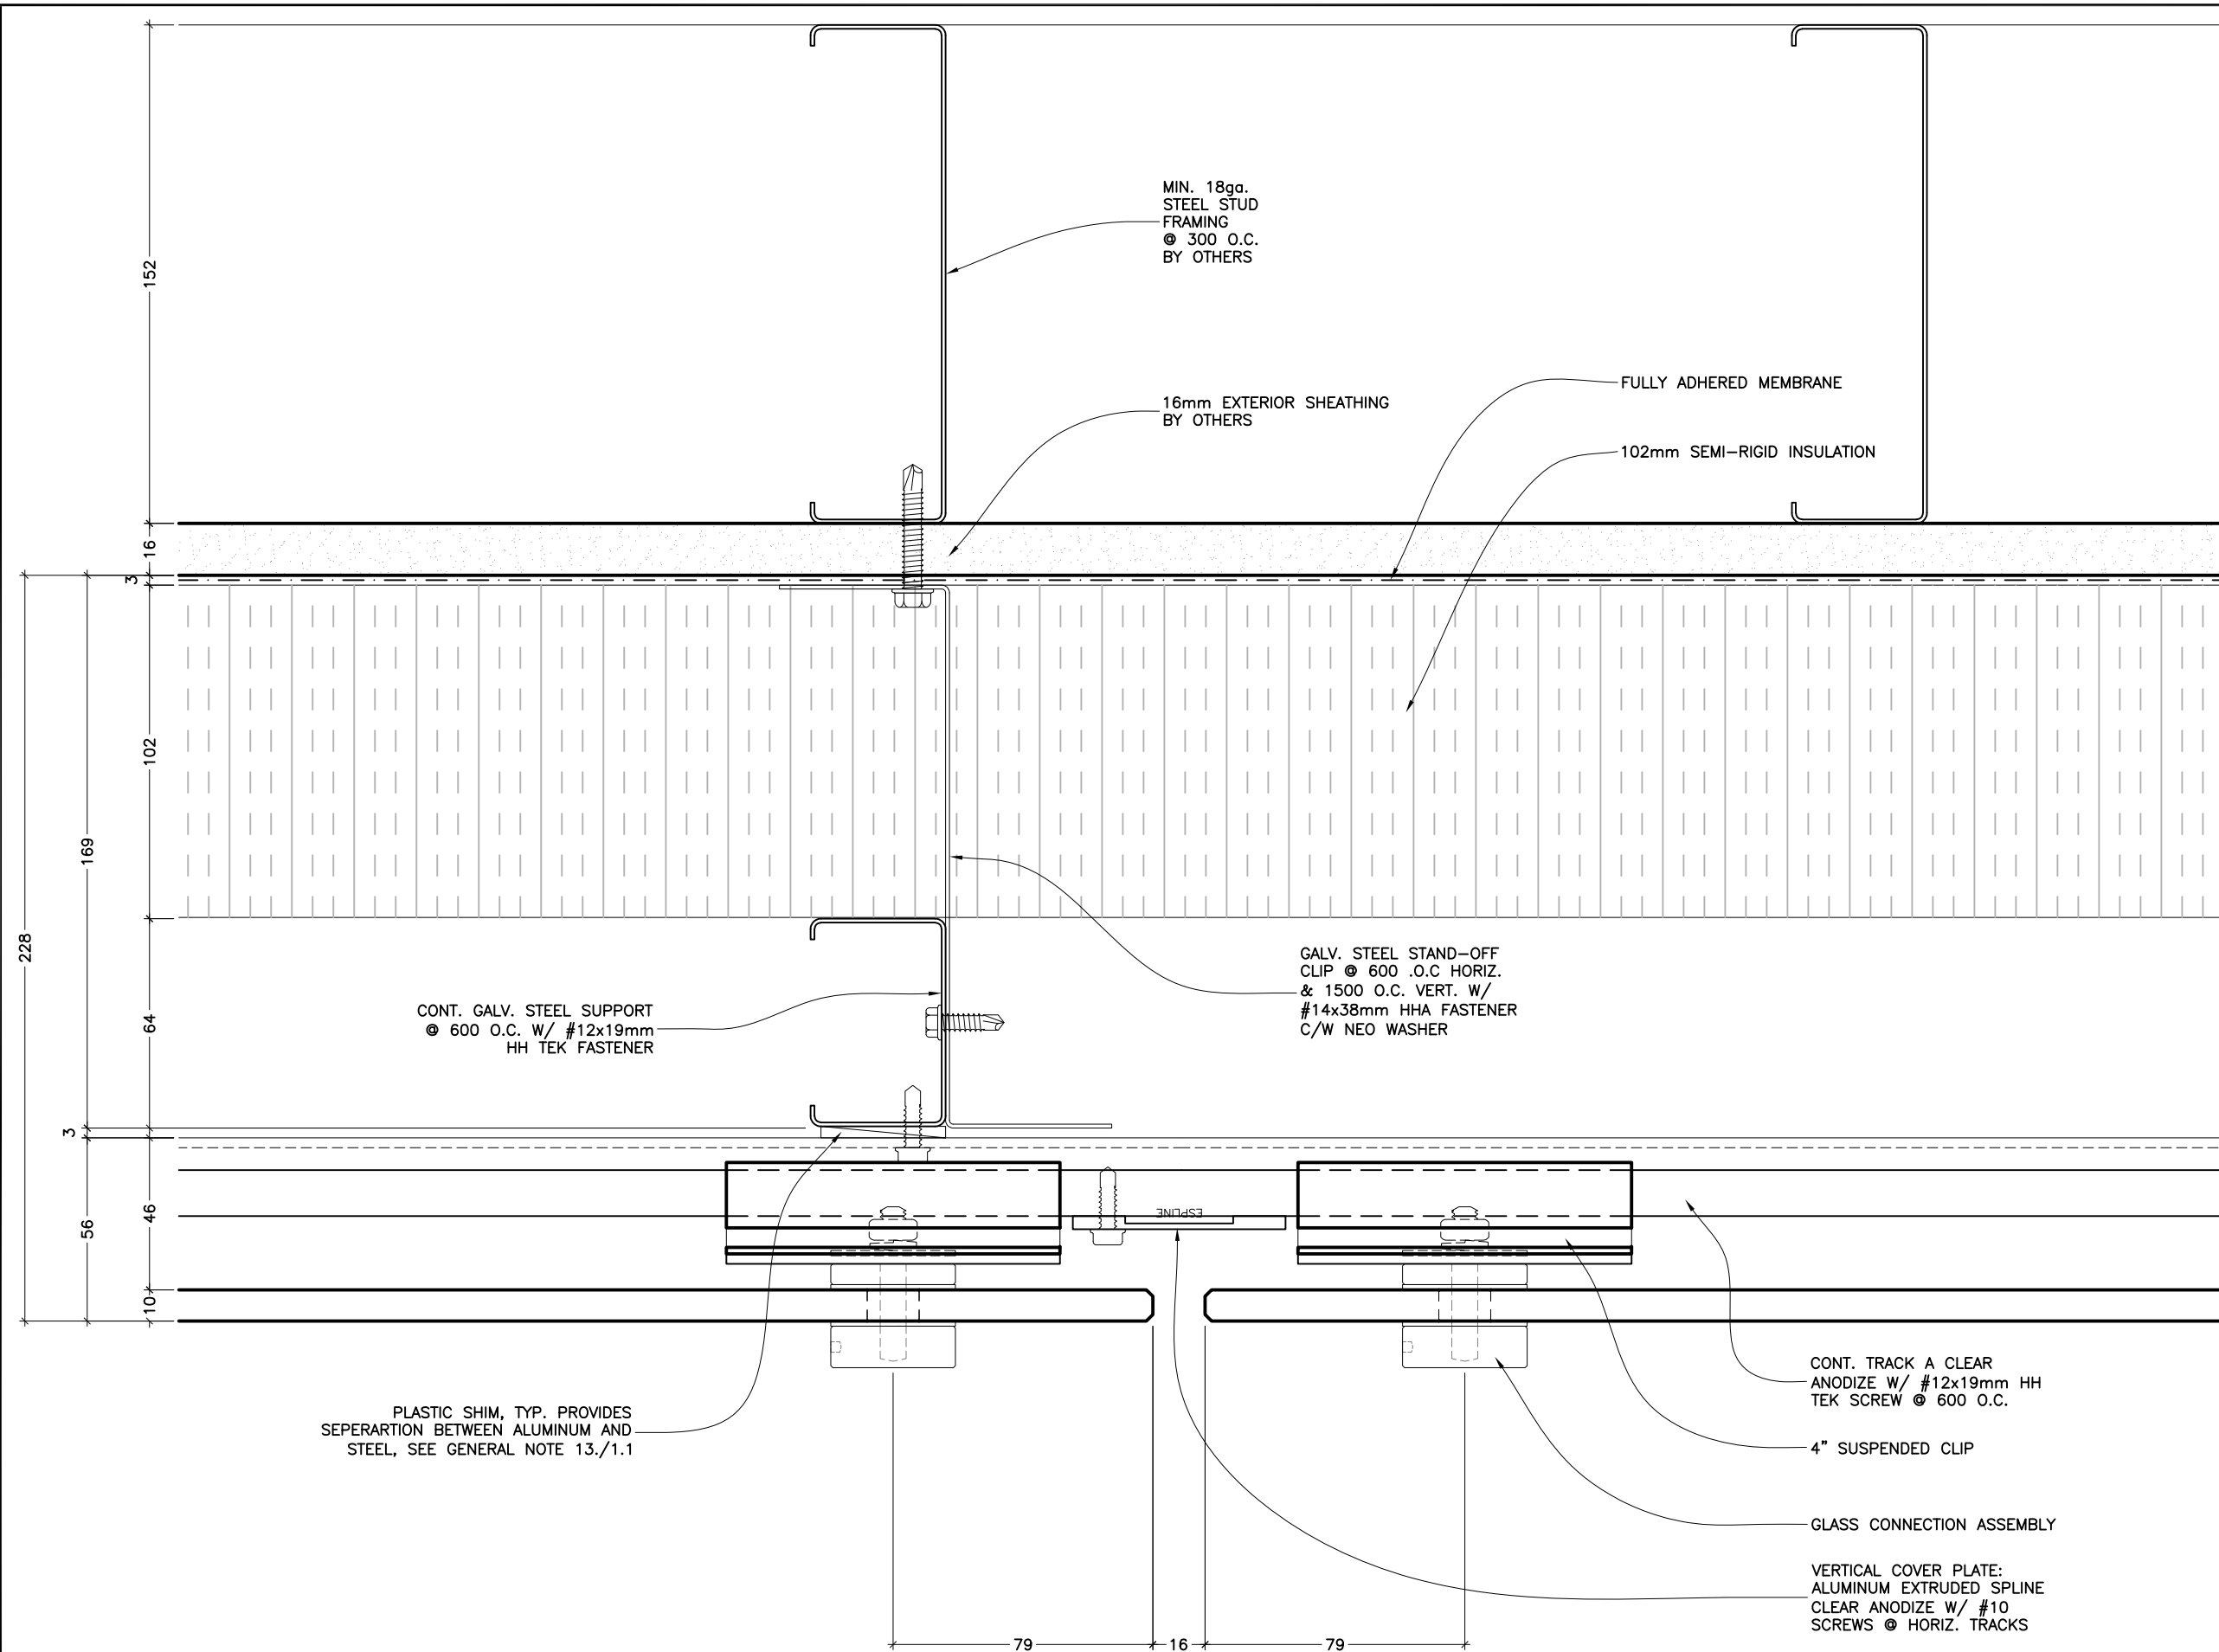 MIN. 18ga.
STEEL STUD
FRAMING
@ 300 O.C.
BY OTHERS
152
FULLY ADHERED MEMBRANE
16mm EXTERIOR SHEATHING
BY OTHERS
102mm SEMI-RIGID INSULATION
16
3
102
169
228
GALV. STEEL STAND-OFF
CLIP @ 600 .O.C HORIZ.
& 1500 O.C. VERT. W/
#14x38mm HHA FASTENER
C/W NEO WASHER
CONT. GALV. STEEL SUPPORT
@ 600 O.C. W/ #12x19mm
HH TEK FASTENER
64
3
46
56
ESPLINE
10
CONT. TRACK A CLEAR
ANODIZE W/ #12x19mm HH
TEK SCREW @ 600 O.C.
PLASTIC SHIM, TYP. PROVIDES
SEPERARTION BETWEEN ALUMINUM AND
STEEL, SEE GENERAL NOTE 13./1.1
4" SUSPENDED CLIP
GLASS CONNECTION ASSEMBLY
VERTICAL COVER PLATE:
ALUMINUM EXTRUDED SPLINE
CLEAR ANODIZE W/ #10
SCREWS @ HORIZ. TRACKS
79
16
79